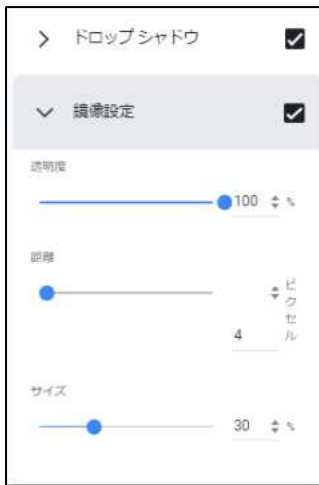 ドロップ シャドウ
鏡像設定
透明度
100 %
距離
4 ピクセル
サイズ
30 %